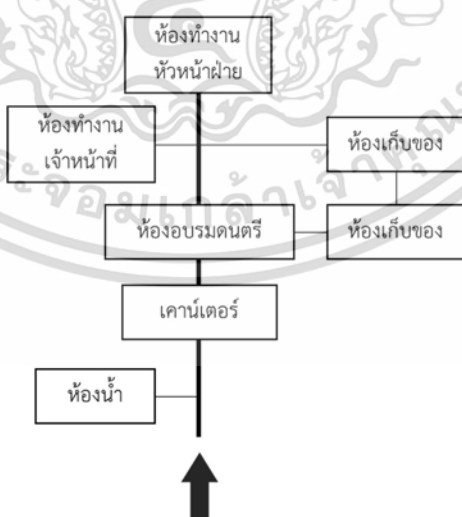 ห้องทำงาน
หัวหน้าฝ่าย
ห้องทำงาน
เจ้าหน้าที่
ห้องเก็บของ
ห้องอบรมดนตรี
ห้องเก็บของ
เคาน์เตอร์
ห้องน้ำ